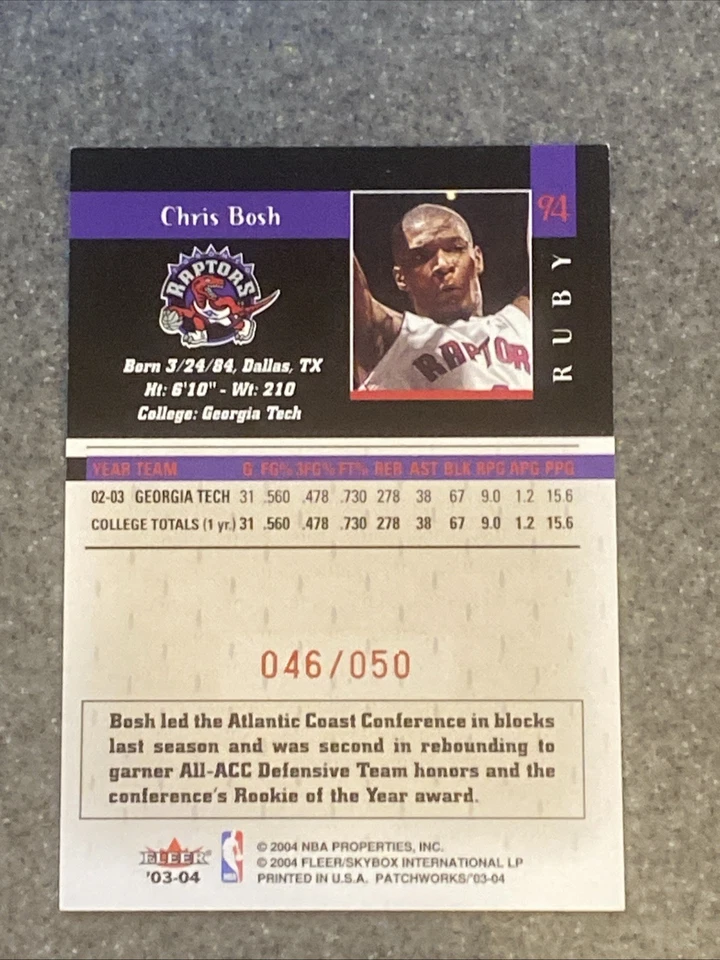 Chris Bosh
94
RUBY
RAPTORS
RAPTOR
Born 3/24/84, Dallas, TX
Ht: 6'10" - Wt: 210
College: Georgia Tech
YEAR TEAM G FG% 3FG% FT% REB AST BLK RPG APG PPG
02-03 GEORGIA TECH 31 .560 .478 .730 278 38 67 9.0 1.2 15.6
COLLEGE TOTALS (1 yr.) 31 .560 .478 .730 278 38 67 9.0 1.2 15.6
046/050
Bosh led the Atlantic Coast Conference in blocks
last season and was second in rebounding to
garner All-ACC Defensive Team honors and the
conference's Rookie of the Year award.
FLEER
'03-04
NBA
© 2004 NBA PROPERTIES, INC.
© 2004 FLEER/SKYBOX INTERNATIONAL LP
PRINTED IN U.S.A. PATCHWORKS/'03-04